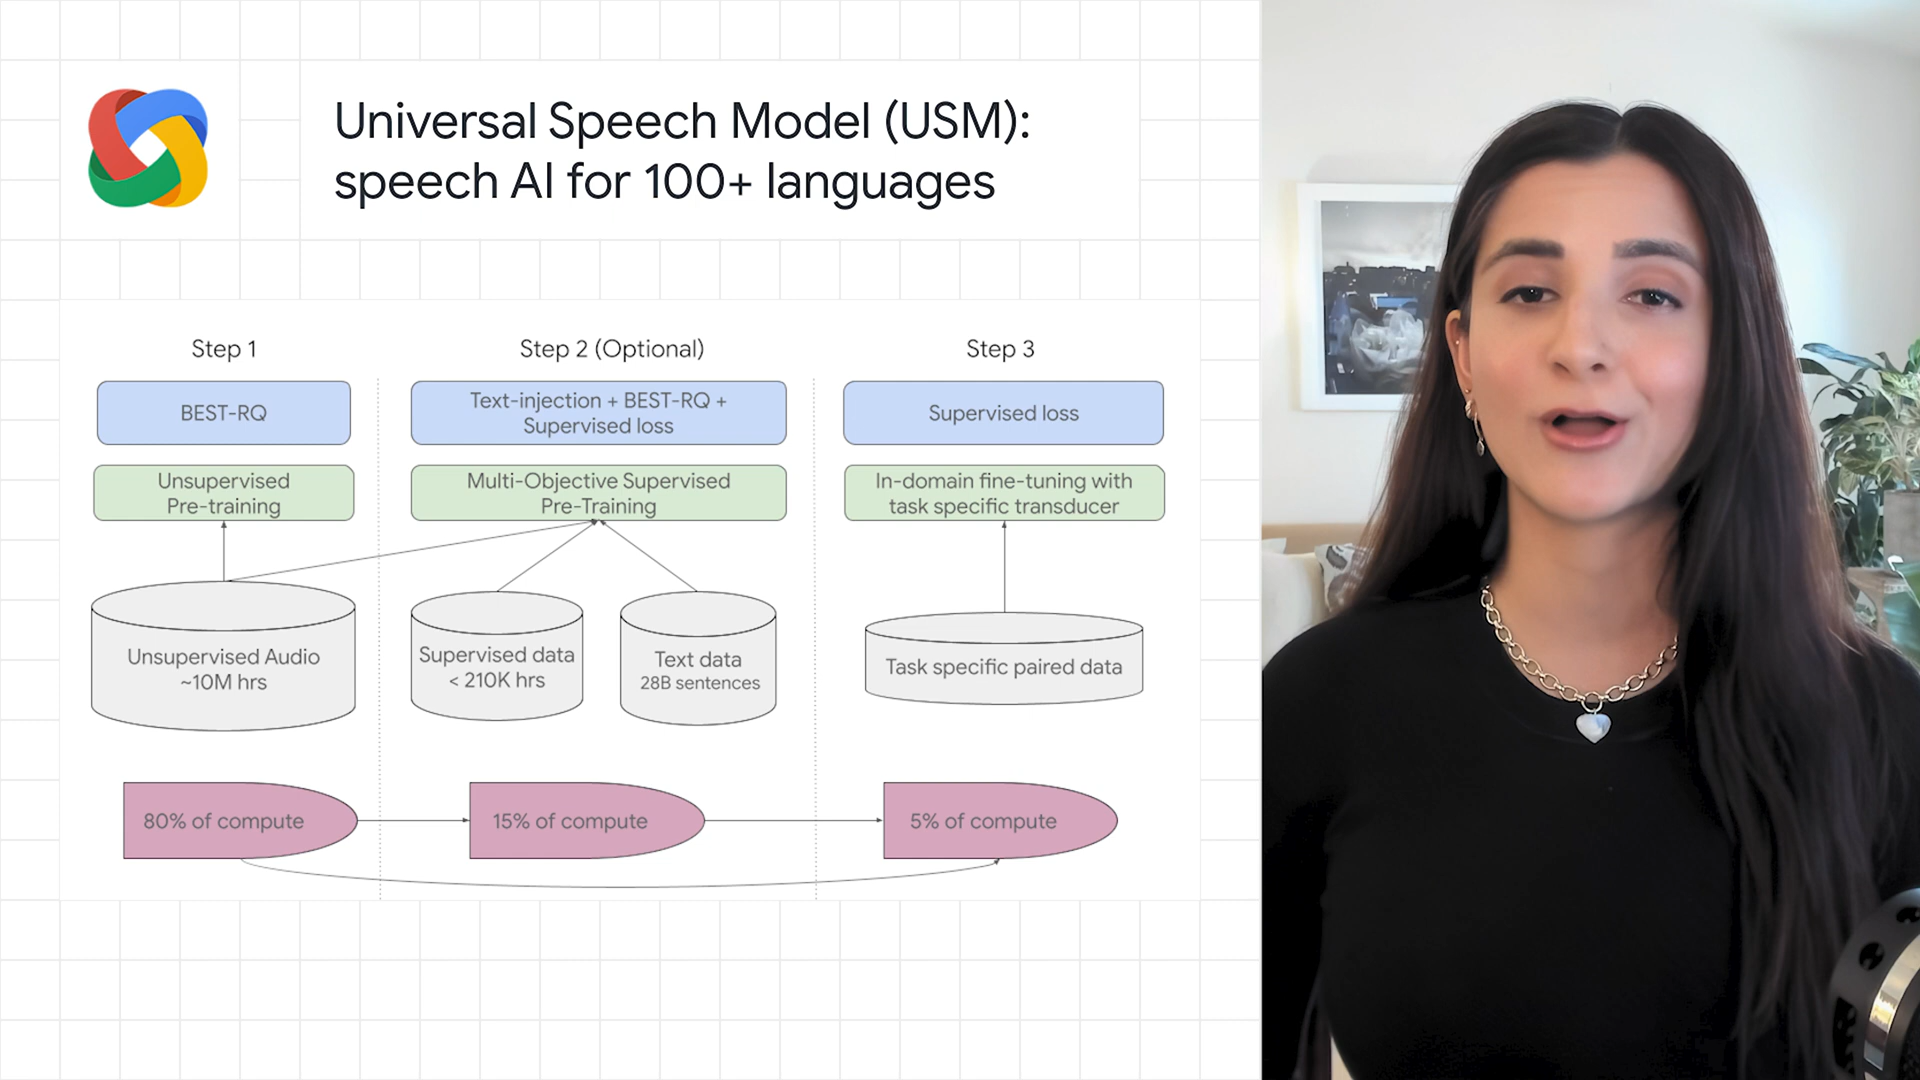 Universal Speech Model (USM):
speech AI for 100+ languages
Step 1
BEST-RQ
Unsupervised
Pre-training
Unsupervised Audio
~10M hrs
80% of compute
Step 2 (Optional)
Text-injection + BEST-RQ +
Supervised loss
Multi-Objective Supervised
Pre-Training
Supervised data
< 210K hrs
Text data
28B sentences
15% of compute
Step 3
Supervised loss
In-domain fine-tuning with
task specific transducer
Task specific paired data
5% of compute